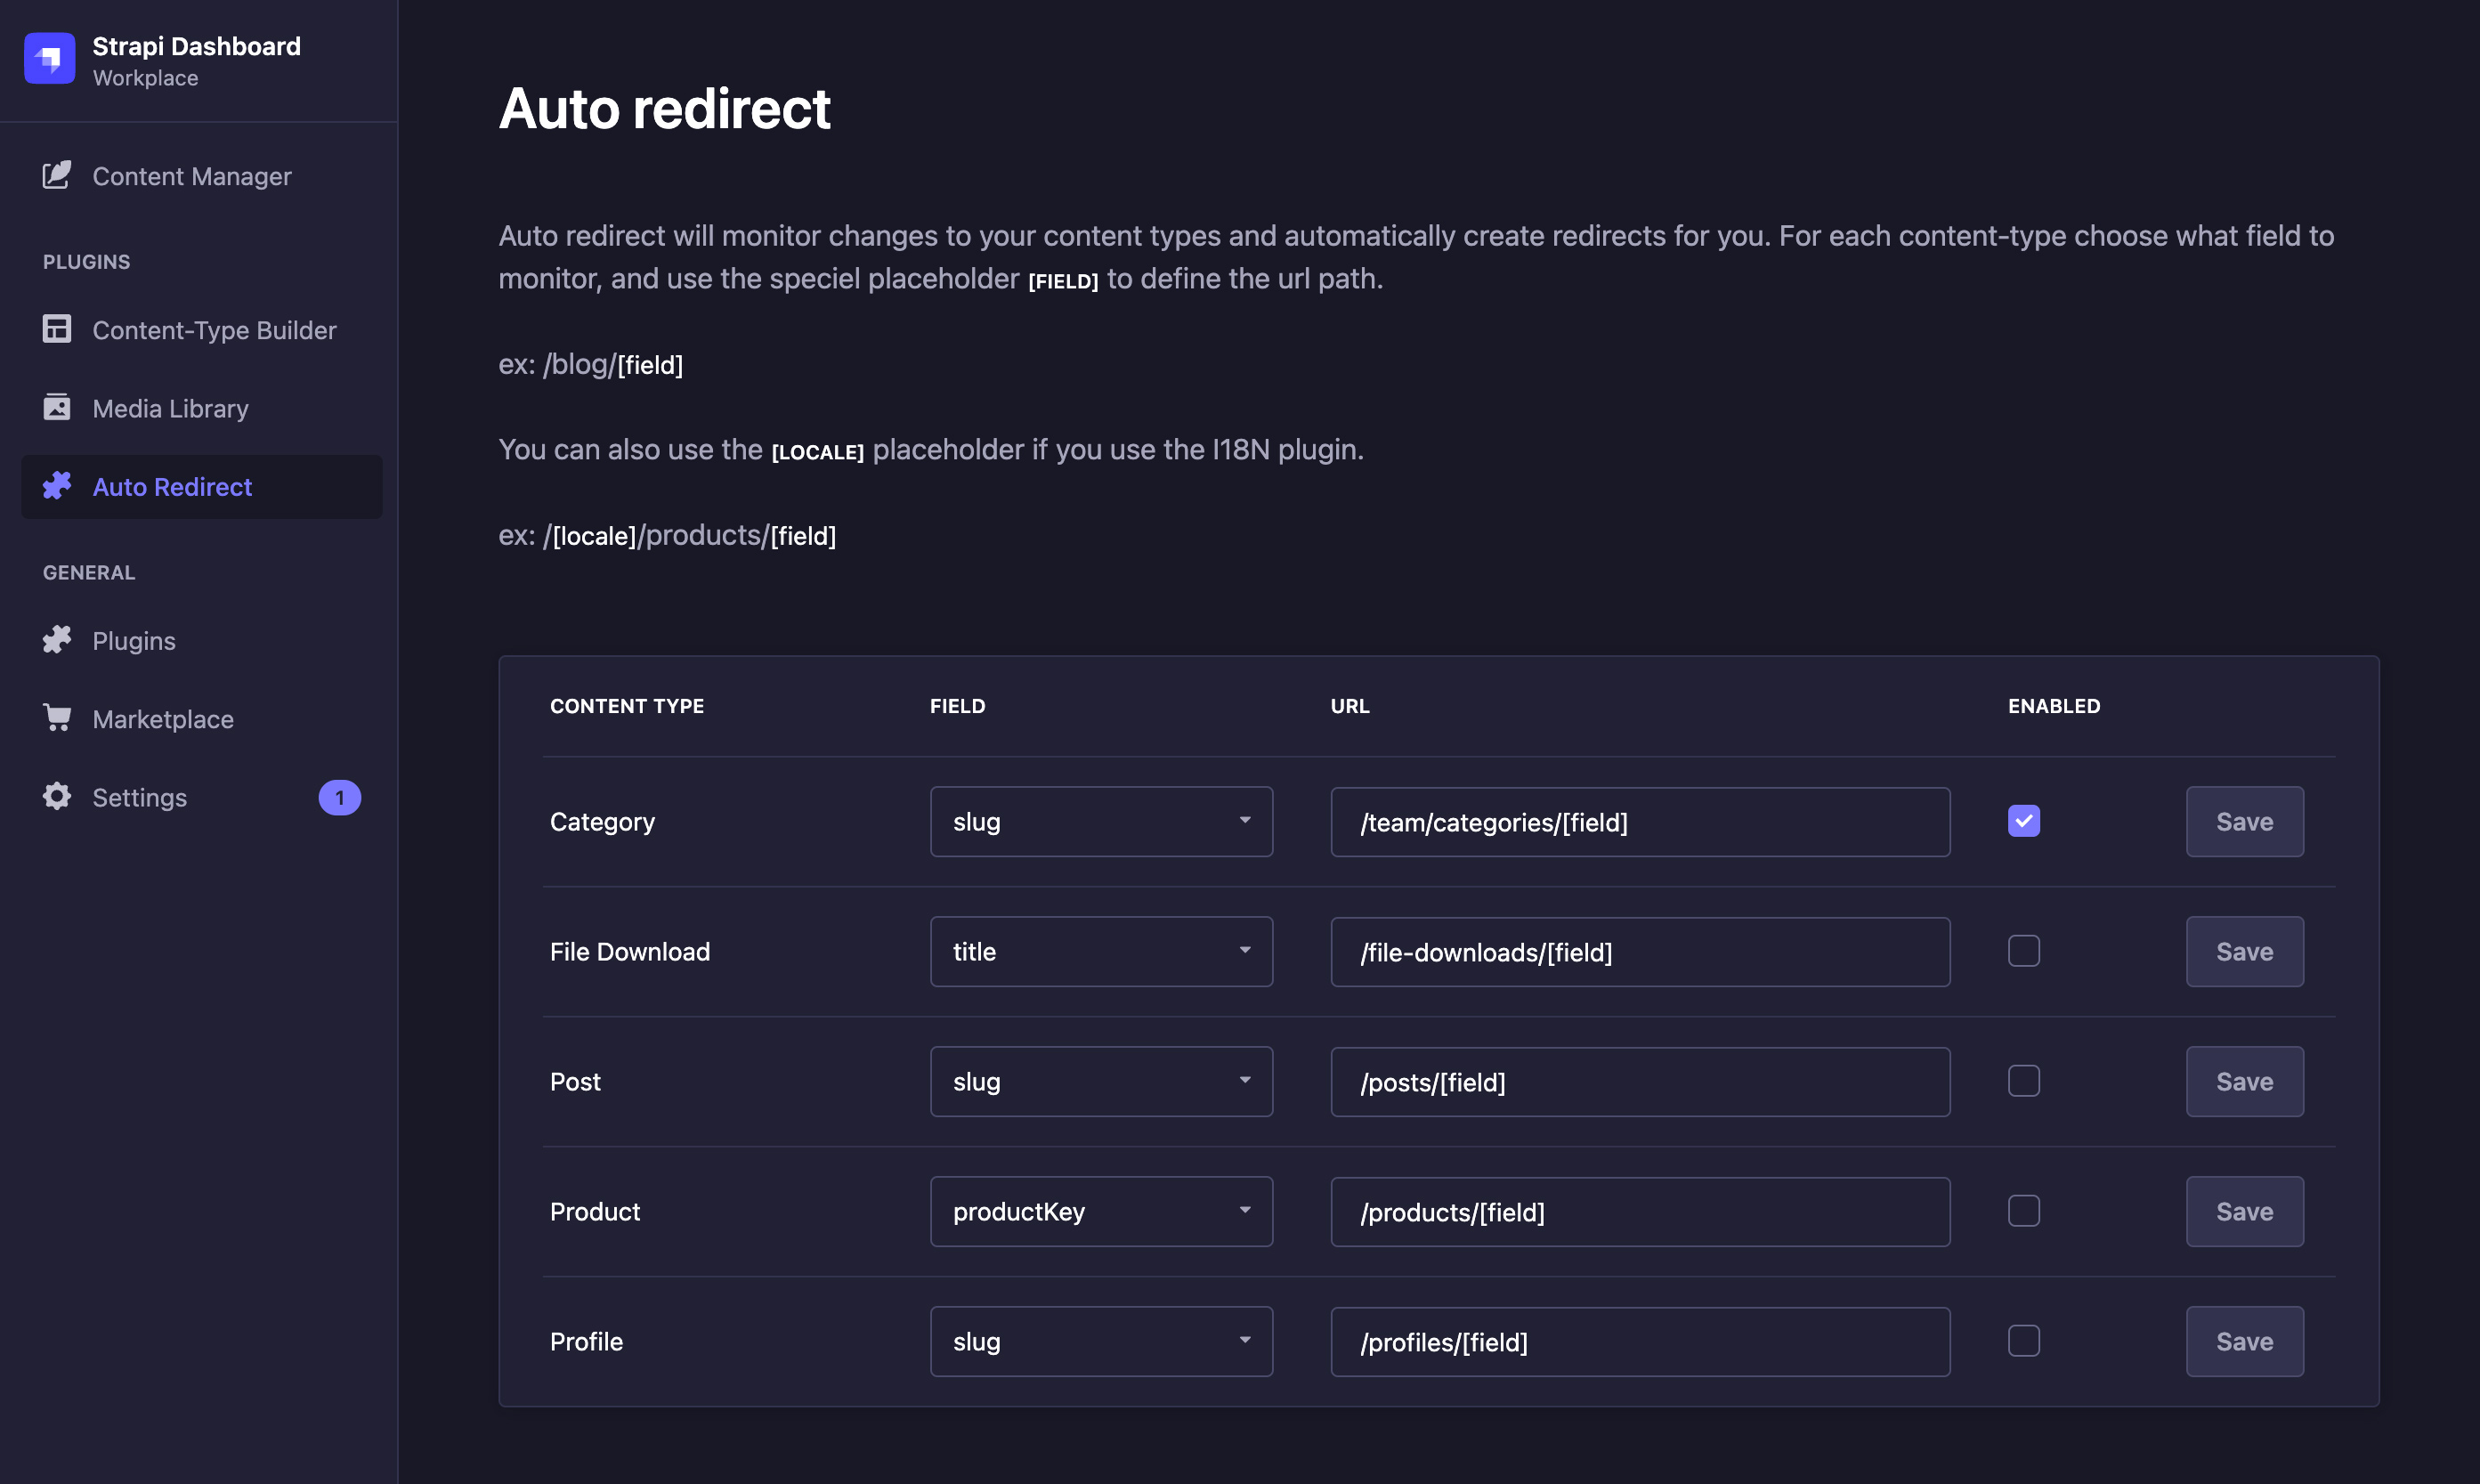 Strapi Dashboard
Workplace
Content Manager
PLUGINS
Content-Type Builder
Media Library
Auto Redirect
GENERAL
Plugins
Marketplace
Settings 1
Auto redirect
Auto redirect will monitor changes to your content types and automatically create redirects for you. For each content-type choose what field to
monitor, and use the speciel placeholder [FIELD] to define the url path.
ex: /blog/[field]
You can also use the [LOCALE] placeholder if you use the I18N plugin.
ex: /[locale]/products/[field]
CONTENT TYPE FIELD URL ENABLED
Category slug /team/categories/[field] Save
File Download title /file-downloads/[field] Save
Post slug /posts/[field] Save
Product productKey /products/[field] Save
Profile slug /profiles/[field] Save